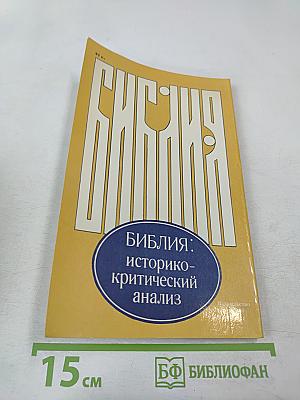 БИБЛИЯ
БИБЛИЯ:
историко-
критический
анализ
15 см
БФ БИБЛИОФАН